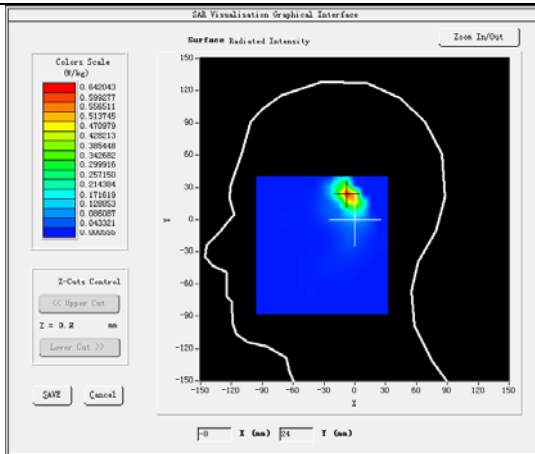 SAR Visualisation Graphical Interface
Surface Radiated Intensity
Zoom In/Out
Colors Scale
(W/kg)
0.642043
0.599277
0.556511
0.513745
0.470979
0.428213
0.385448
0.342682
0.299916
0.257150
0.214384
0.171619
0.128853
0.086087
0.043321
0.000555
150
120
90
60
30
0
-30
-60
-90
-120
-150
Y
-150 -120 -90 -60 -30 0 30 60 90 120 150
X
Z-Cuts Control
<< Upper Cut
Z = 3.2 mm
Lower Cut >>
SAVE Cancel
-8 X (mm) 24 Y (mm)